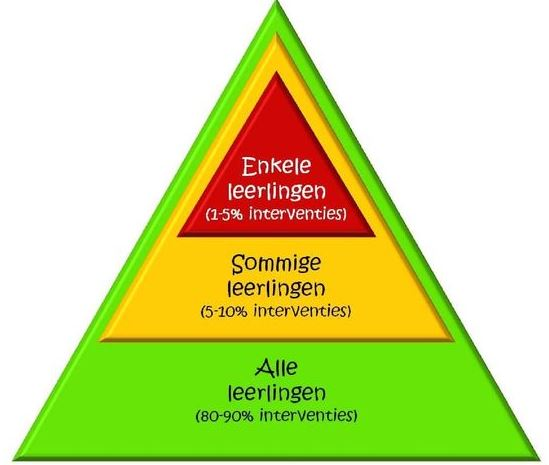 Enkele
leerlingen
(1-5% interventies)
Sommige
leerlingen
(5-10% interventies)
Alle
leerlingen
(80-90% interventies)